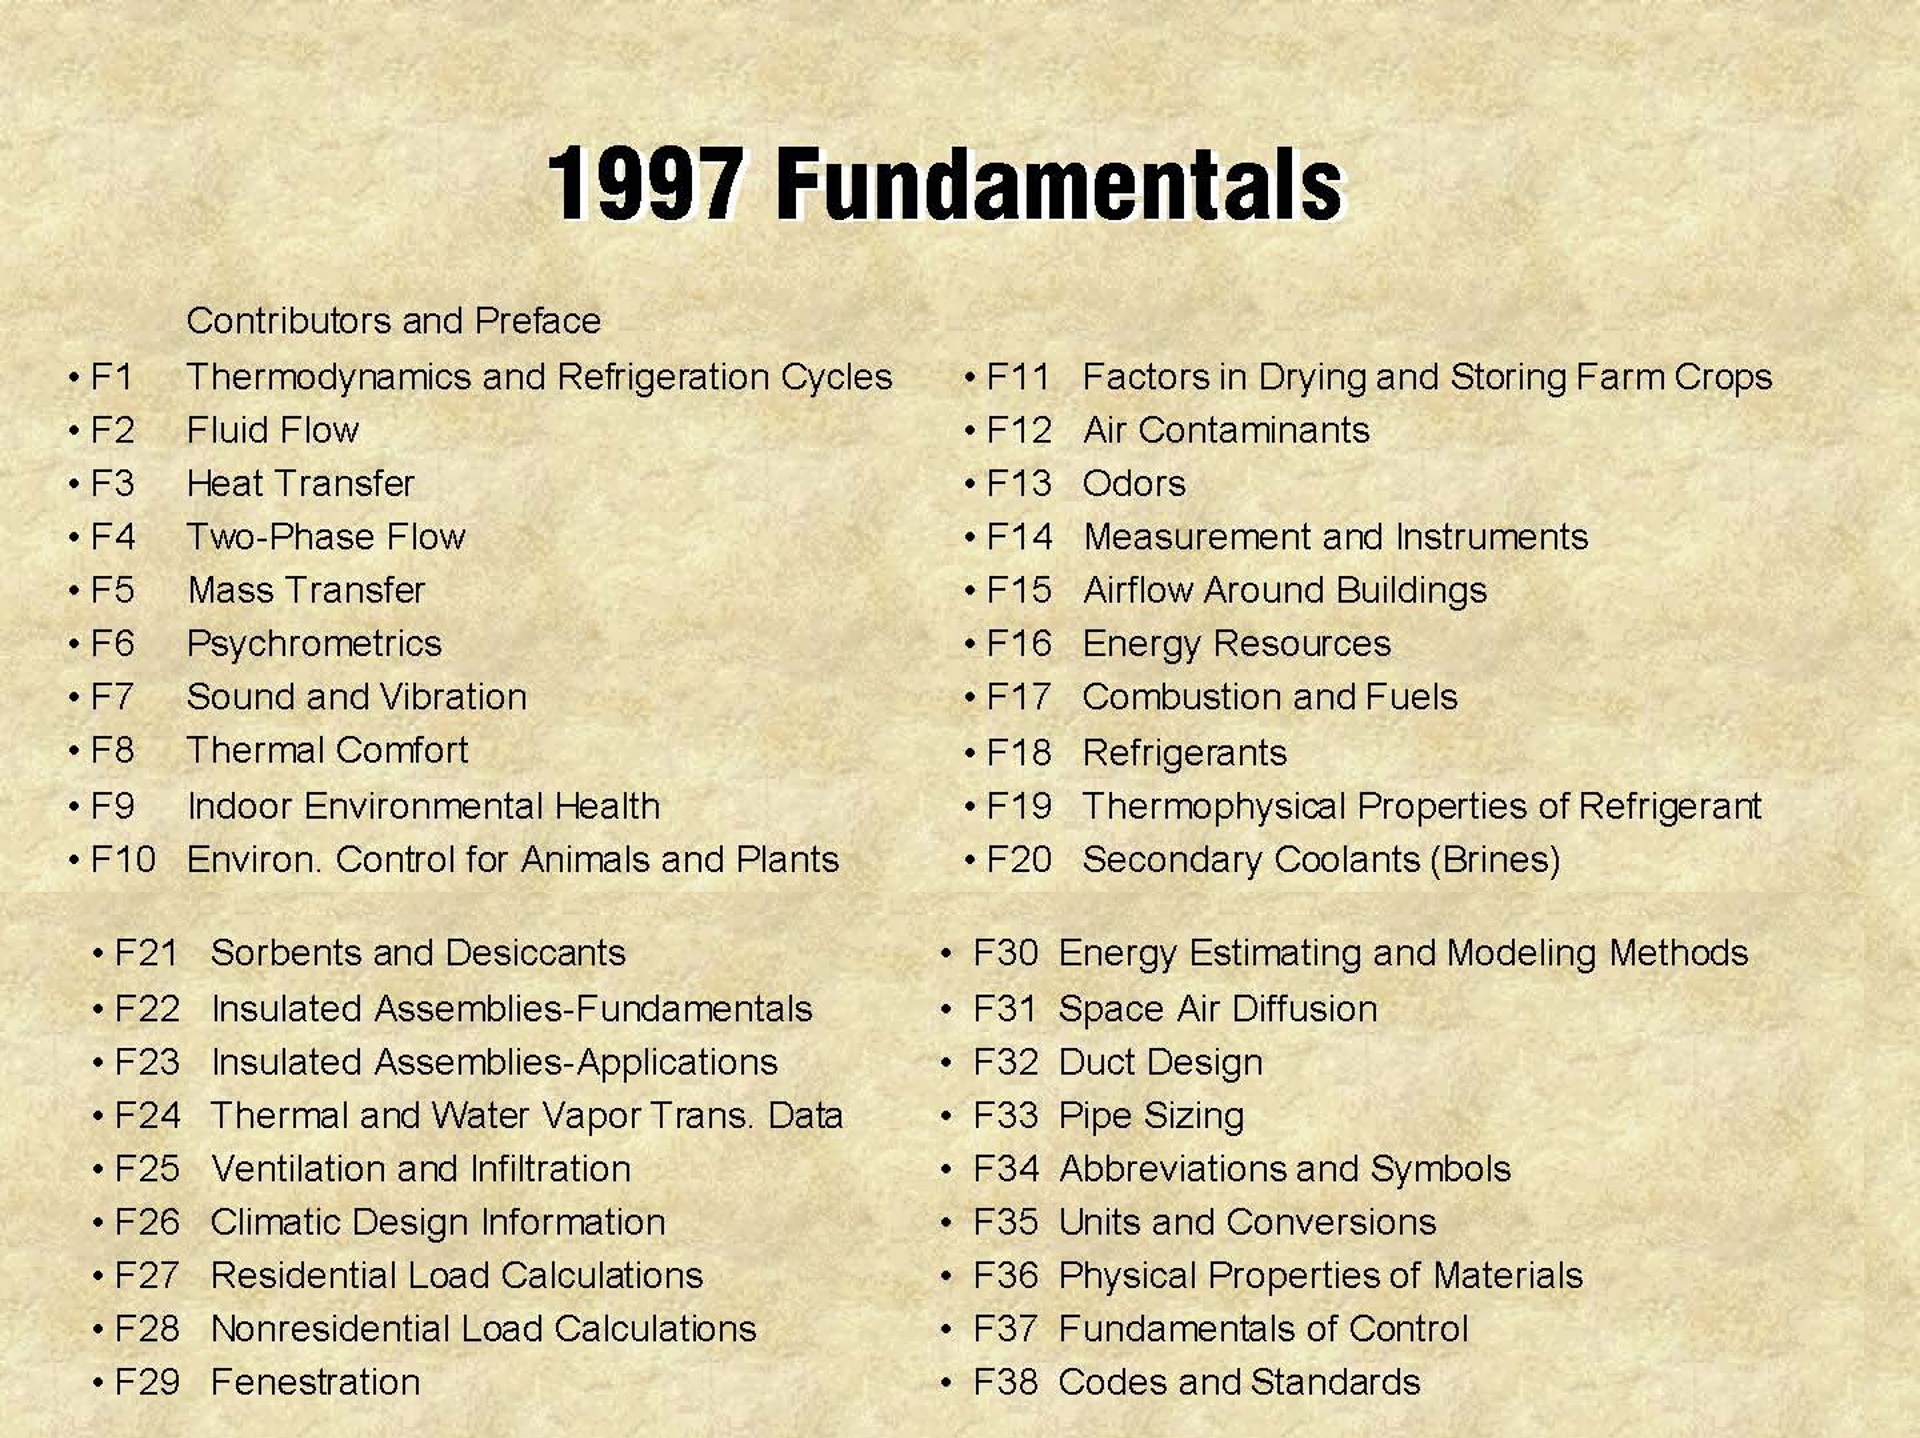 1997 Fundamentals
Contributors and Preface
• F1 Thermodynamics and Refrigeration Cycles
• F2 Fluid Flow
• F3 Heat Transfer
• F4 Two-Phase Flow
• F5 Mass Transfer
• F6 Psychrometrics
• F7 Sound and Vibration
• F8 Thermal Comfort
• F9 Indoor Environmental Health
• F10 Environ. Control for Animals and Plants
• F11 Factors in Drying and Storing Farm Crops
• F12 Air Contaminants
• F13 Odors
• F14 Measurement and Instruments
• F15 Airflow Around Buildings
• F16 Energy Resources
• F17 Combustion and Fuels
• F18 Refrigerants
• F19 Thermophysical Properties of Refrigerant
• F20 Secondary Coolants (Brines)
• F21 Sorbents and Desiccants
• F22 Insulated Assemblies-Fundamentals
• F23 Insulated Assemblies-Applications
• F24 Thermal and Water Vapor Trans. Data
• F25 Ventilation and Infiltration
• F26 Climatic Design Information
• F27 Residential Load Calculations
• F28 Nonresidential Load Calculations
• F29 Fenestration
• F30 Energy Estimating and Modeling Methods
• F31 Space Air Diffusion
• F32 Duct Design
• F33 Pipe Sizing
• F34 Abbreviations and Symbols
• F35 Units and Conversions
• F36 Physical Properties of Materials
• F37 Fundamentals of Control
• F38 Codes and Standards